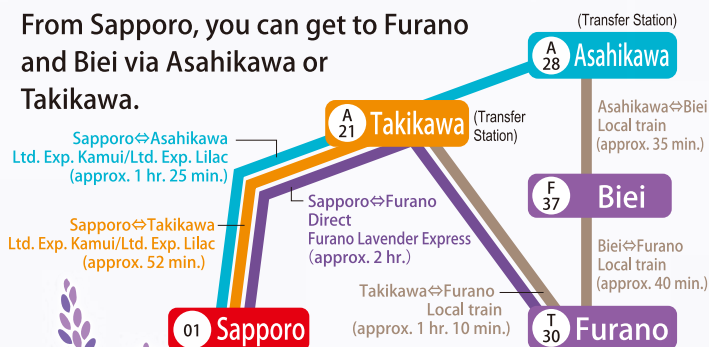 From Sapporo, you can get to Furano
and Biei via Asahikawa or
Takikawa.
(Transfer Station)
A
28
Asahikawa
A
21
Takikawa
(Transfer
Station)
Sapporo⇔Asahikawa
Ltd. Exp. Kamui/Ltd. Exp. Lilac
(approx. 1 hr. 25 min.)
Asahikawa⇔Biei
Local train
(approx. 35 min.)
Sapporo⇔Takikawa
Ltd. Exp. Kamui/Ltd. Exp. Lilac
(approx. 52 min.)
Sapporo⇔Furano
Direct
Furano Lavender Express
(approx. 2 hr.)
F
37
Biei
Biei⇔Furano
Local train
(approx. 40 min.)
Takikawa⇔Furano
Local train
(approx. 1 hr. 10 min.)
01
Sapporo
T
30
Furano